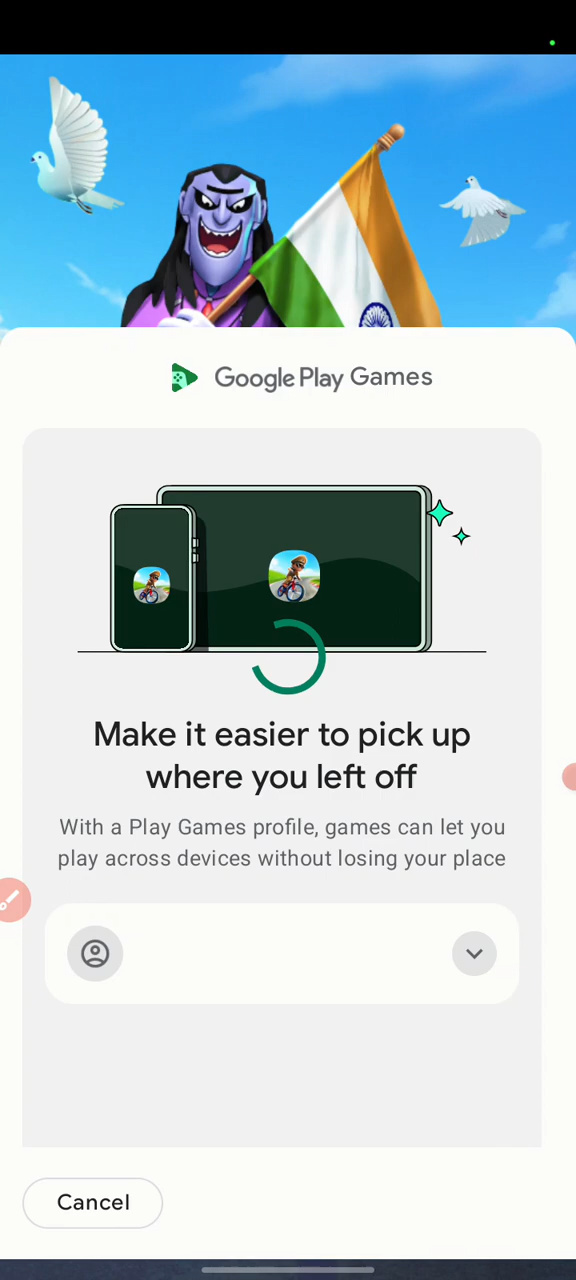 Google Play Games
Make it easier to pick up
where you left off
With a Play Games profile, games can let you
play across devices without losing your place
Cancel